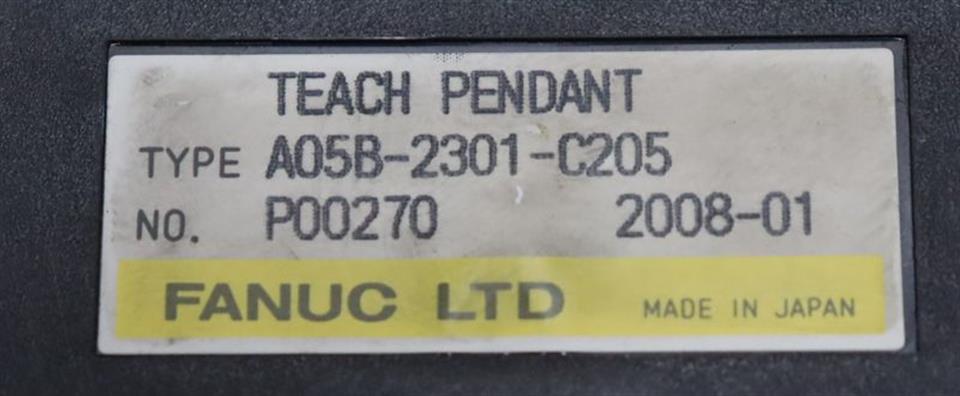 TEACH PENDANT
TYPE A05B-2301-C205
NO. P00270 2008-01
FANUC LTD MADE IN JAPAN